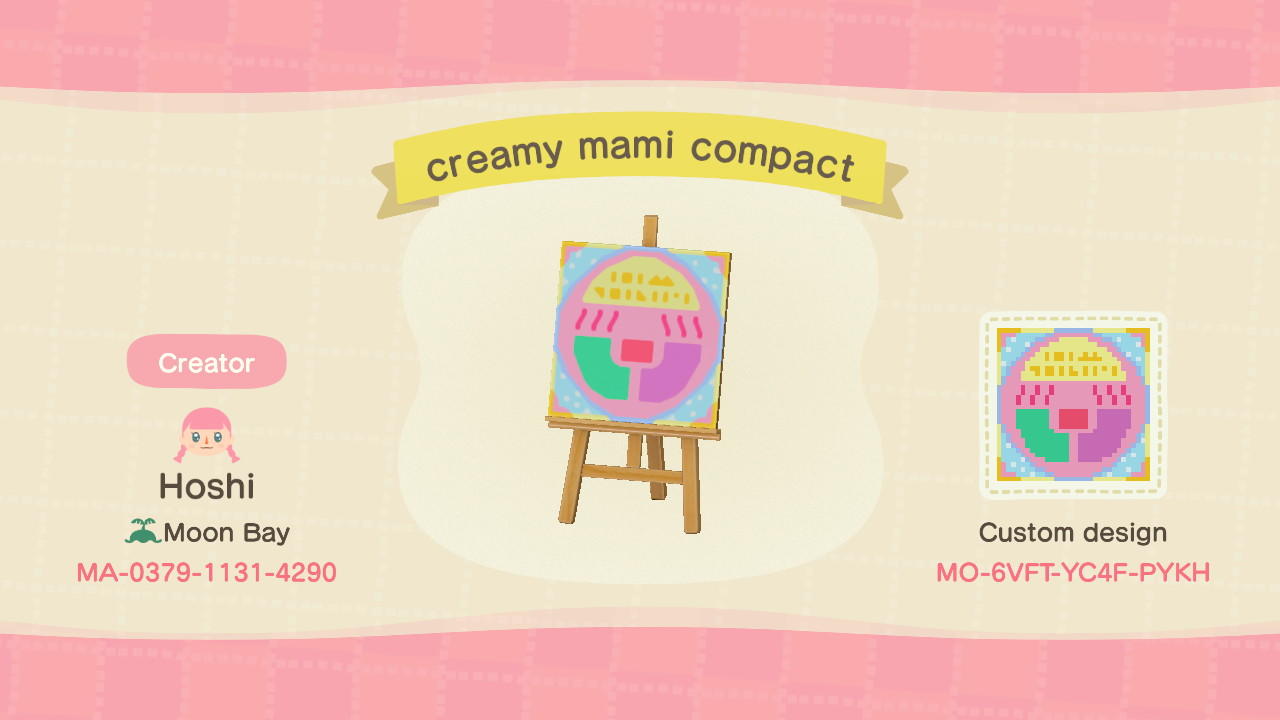 creamy mami compact
Creator
Hoshi
Moon Bay
MA-0379-1131-4290
Custom design
MO-6VFT-YC4F-PYKH